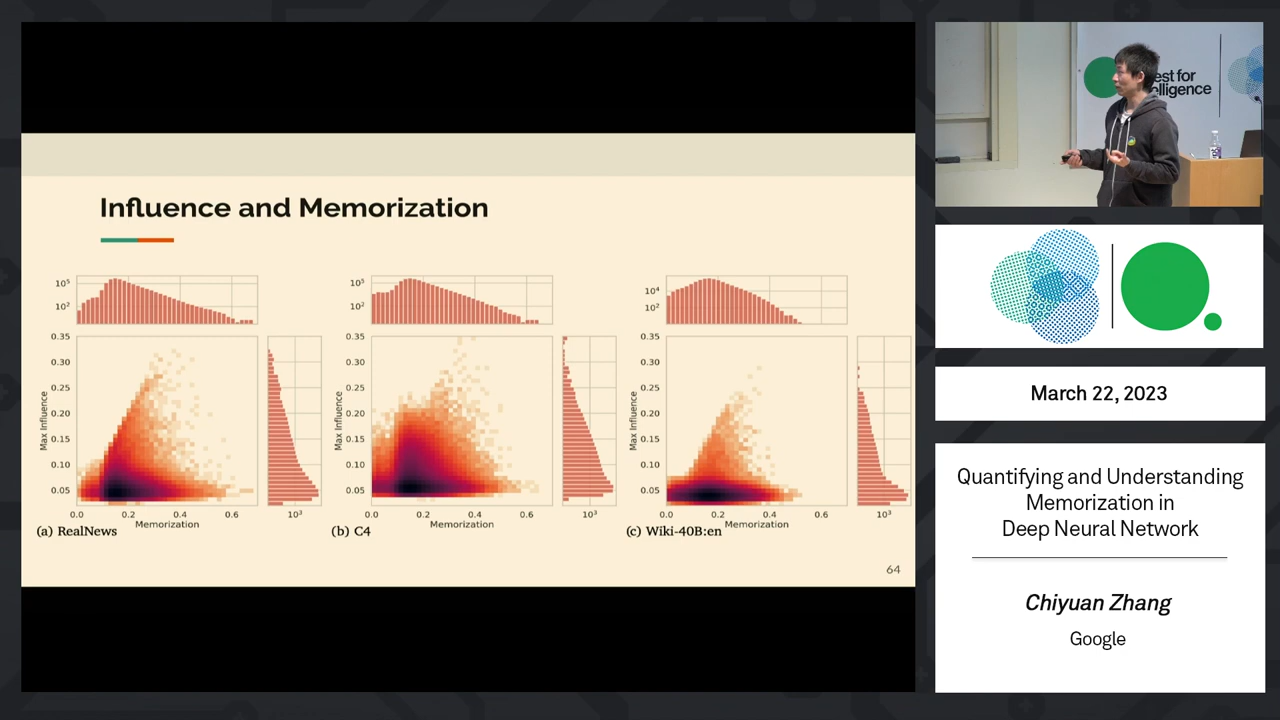 Influence and Memorization
10⁵
10²
0.35
0.30
0.25
0.20
0.15
0.10
0.05
Max Influence
0.0 0.2 0.4 0.6
Memorization
10³
(a) RealNews
10⁵
10²
0.35
0.30
0.25
0.20
0.15
0.10
0.05
Max Influence
0.0 0.2 0.4 0.6
Memorization
10³
(b) C4
10⁴
10²
0.35
0.30
0.25
0.20
0.15
0.10
0.05
Max Influence
0.0 0.2 0.4 0.6
Memorization
10³
(c) Wiki-40B:en
64
est for
elligence
March 22, 2023
Quantifying and Understanding
Memorization in
Deep Neural Network
Chiyuan Zhang
Google